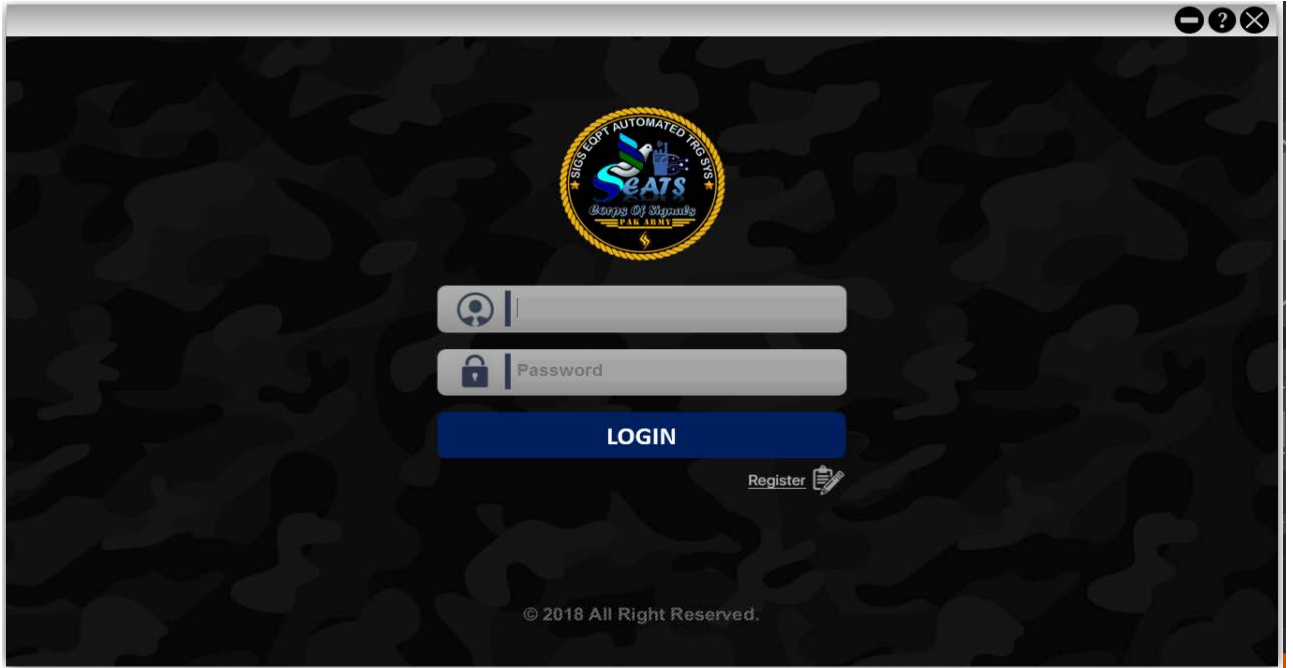 SIGS EQPT AUTOMATED TRG SYS
SEATS
Corps Of Signals
PAK ARMY
Password
LOGIN
Register
© 2018 All Right Reserved.